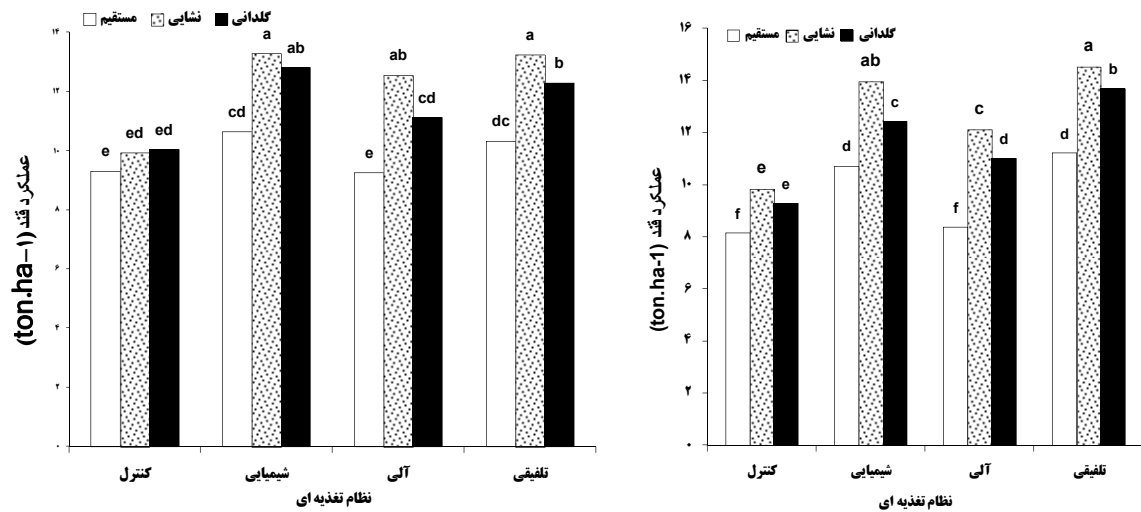 مستقیم نشایی گلدانی
عملکرد قند (ton.ha-1)
۱۴
۱۲
۱۰
۸
۶
۴
۲
۰
e ed ed
cd a ab
e ab cd
dc a b
کنترل شیمیایی آلی تلفیقی
نظام تغذیه ای
مستقیم نشایی گلدانی
عملکرد قند (ton.ha-1)
۱۶
۱۴
۱۲
۱۰
۸
۶
۴
۲
۰
f e e
d ab c
f c d
d a b
کنترل شیمیایی آلی تلفیقی
نظام تغذیه ای